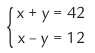 x + y = 42
x – y = 12